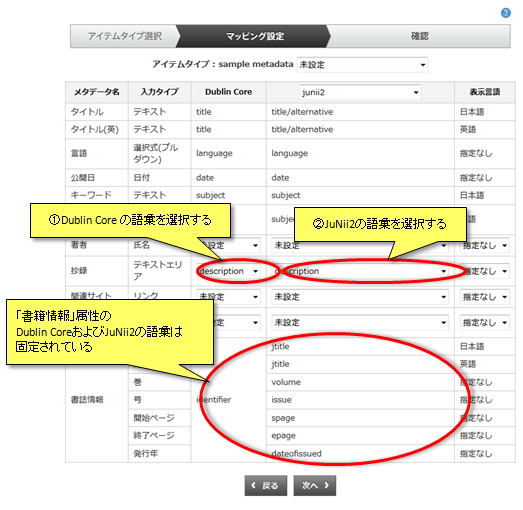 ?
アイテムタイプ選択 マッピング設定 確認
アイテムタイプ : sample metadata 未設定
メタデータ名 入力タイプ Dublin Core junii2 表示言語
タイトル テキスト title title/alternative 日本語
タイトル(英) テキスト title title/alternative 英語
言語 選択式(プルダウン) language language 指定なし
公開日 日付 date date 指定なし
キーワード テキスト subject subject 日本語
①Dublin Core の語彙を選択する
②JuNii2の語彙を選択する
語
著者 氏名 未設定 未設定 指定なし
抄録 テキストエリア description description 指定なし
関連サイト リンク 未設定 未設定 指定なし
「書籍情報」属性の
Dublin CoreおよびJuNii2の語彙は
固定されている
未設定 未設定 指定なし
jtitle 日本語
jtitle 英語
巻 volume 指定なし
書誌情報 号 identifier issue 指定なし
開始ページ spage 指定なし
終了ページ epage 指定なし
発行年 dateofissued 指定なし
戻る 次へ